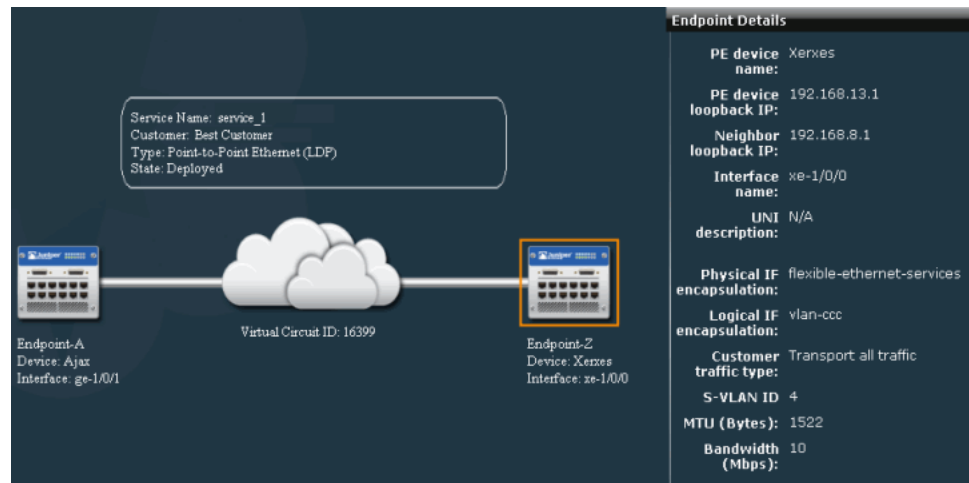 Service Name: service_1
Customer: Best Customer
Type: Point-to-Point Ethernet (LDP)
State: Deployed
Juniper
Juniper
Virtual Circuit ID: 16399
Endpoint-A
Device: Ajax
Interface: ge-1/0/1
Endpoint-Z
Device: Xerxes
Interface: xe-1/0/0
Endpoint Details
PE device name: Xerxes
PE device loopback IP: 192.168.13.1
Neighbor loopback IP: 192.168.8.1
Interface name: xe-1/0/0
UNI description: N/A
Physical IF encapsulation: flexible-ethernet-services
Logical IF encapsulation: vlan-ccc
Customer traffic type: Transport all traffic
S-VLAN ID 4
MTU (Bytes): 1522
Bandwidth (Mbps): 10